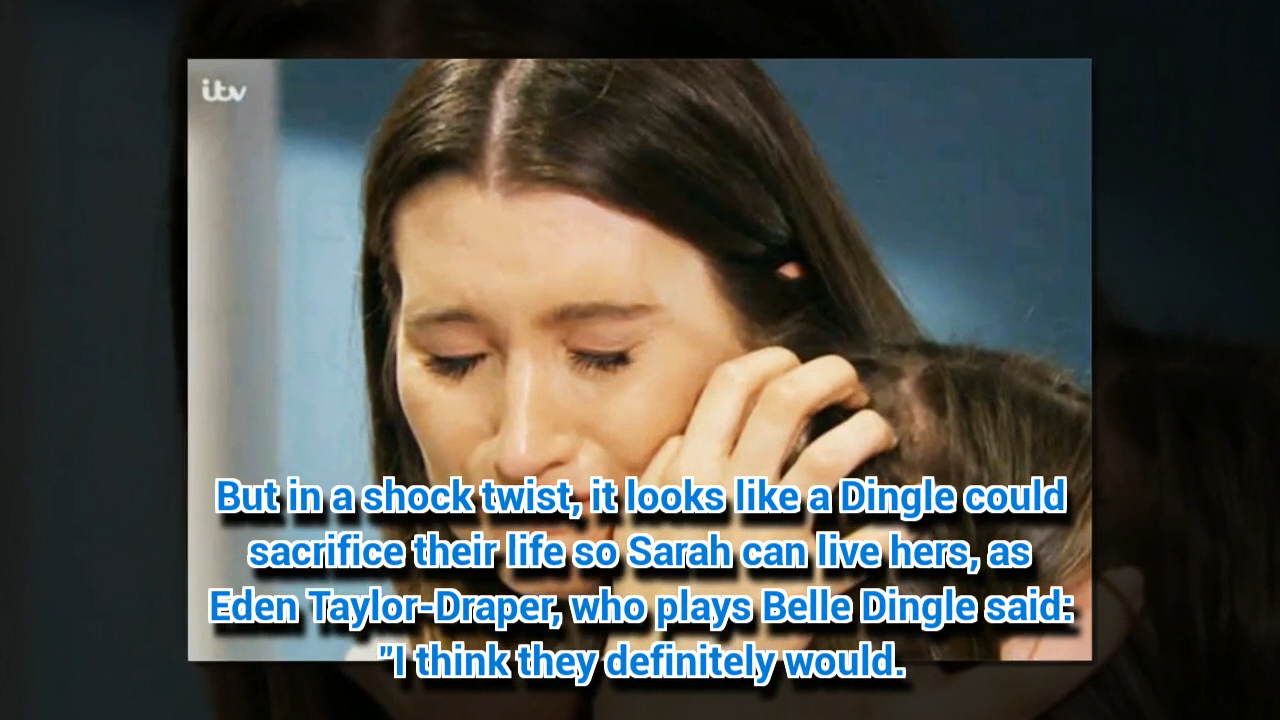 itv
But in a shock twist, it looks like a Dingle could
sacrifice their life so Sarah can live hers, as
Eden Taylor-Draper, who plays Belle Dingle said:
"I think they definitely would.